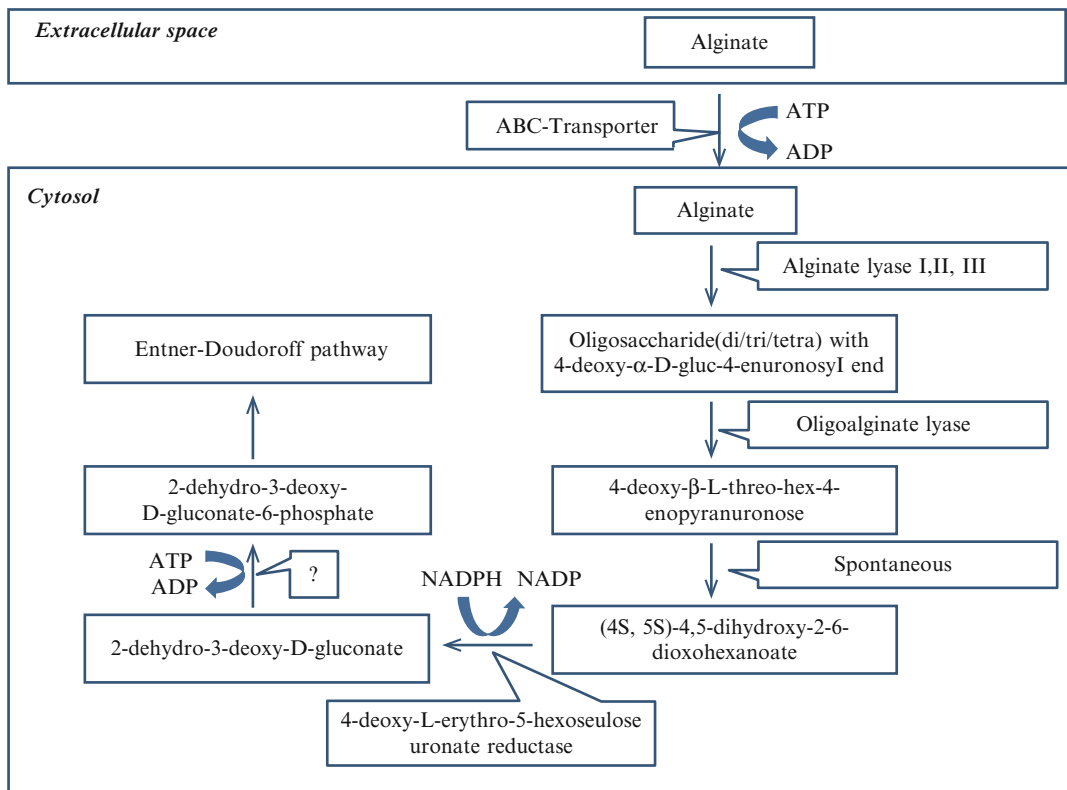 Extracellular space
Alginate
ABC-Transporter
ATP
ADP
Cytosol
Alginate
Alginate lyase I,II, III
Oligosaccharide(di/tri/tetra) with
4-deoxy-α-D-gluc-4-enuronosyI end
Oligoalginate lyase
4-deoxy-β-L-threo-hex-4-
enopyranuronose
Spontaneous
(4S, 5S)-4,5-dihydroxy-2-6-
dioxohexanoate
NADPH
NADP
4-deoxy-L-erythro-5-hexoseulose
uronate reductase
2-dehydro-3-deoxy-D-gluconate
ATP
ADP
?
2-dehydro-3-deoxy-
D-gluconate-6-phosphate
Entner-Doudoroff pathway